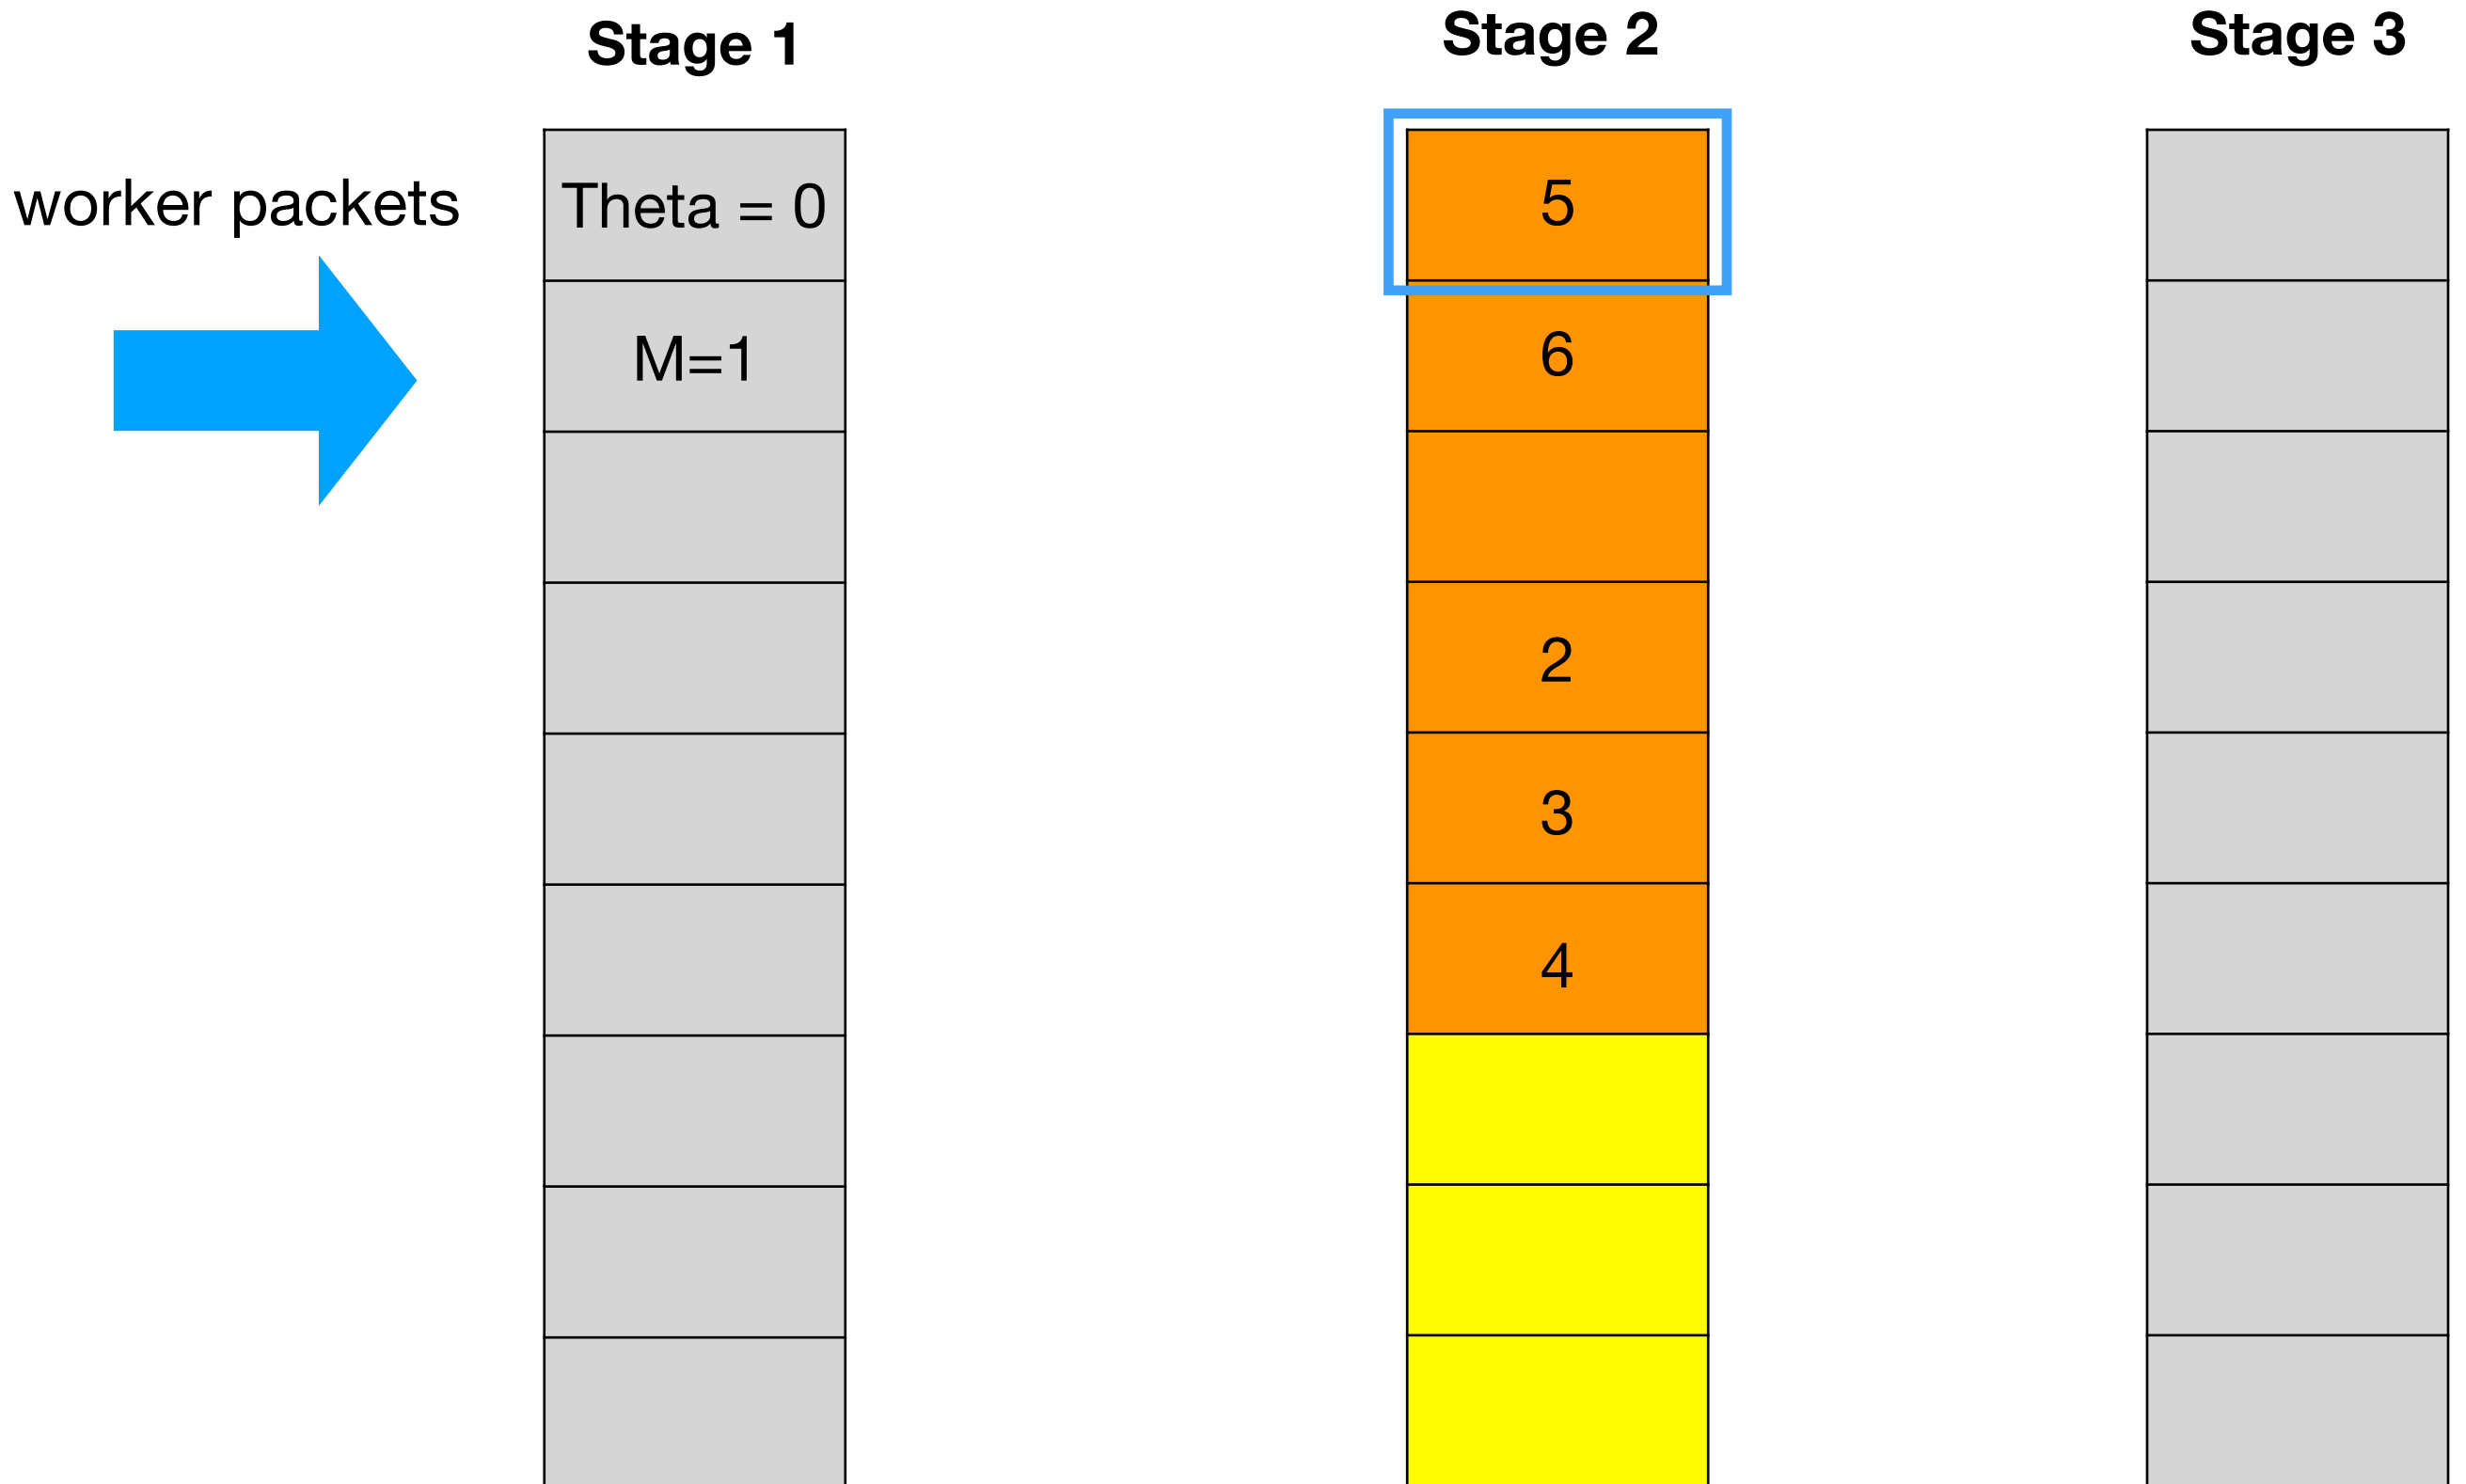 Stage 1
Stage 2
Stage 3
worker packets
Theta = 0
M=1
5
6
2
3
4